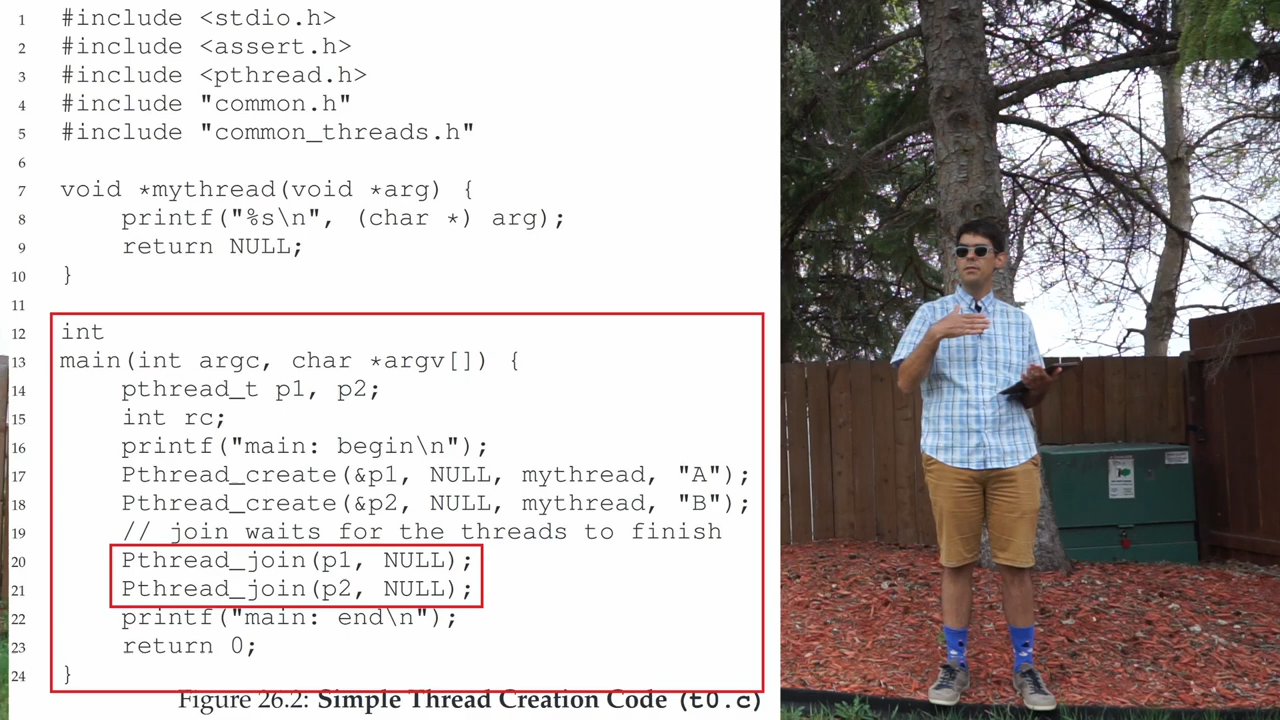 1 #include <stdio.h>
2 #include <assert.h>
3 #include <pthread.h>
4 #include "common.h"
5 #include "common_threads.h"
6
7 void *mythread(void *arg) {
8 printf("%s\n", (char *) arg);
9 return NULL;
10 }
11
12 int
13 main(int argc, char *argv[]) {
14 pthread_t p1, p2;
15 int rc;
16 printf("main: begin\n");
17 Pthread_create(&p1, NULL, mythread, "A");
18 Pthread_create(&p2, NULL, mythread, "B");
19 // join waits for the threads to finish
20 Pthread_join(p1, NULL);
21 Pthread_join(p2, NULL);
22 printf("main: end\n");
23 return 0;
24 }
Figure 26.2: Simple Thread Creation Code (t0.c)